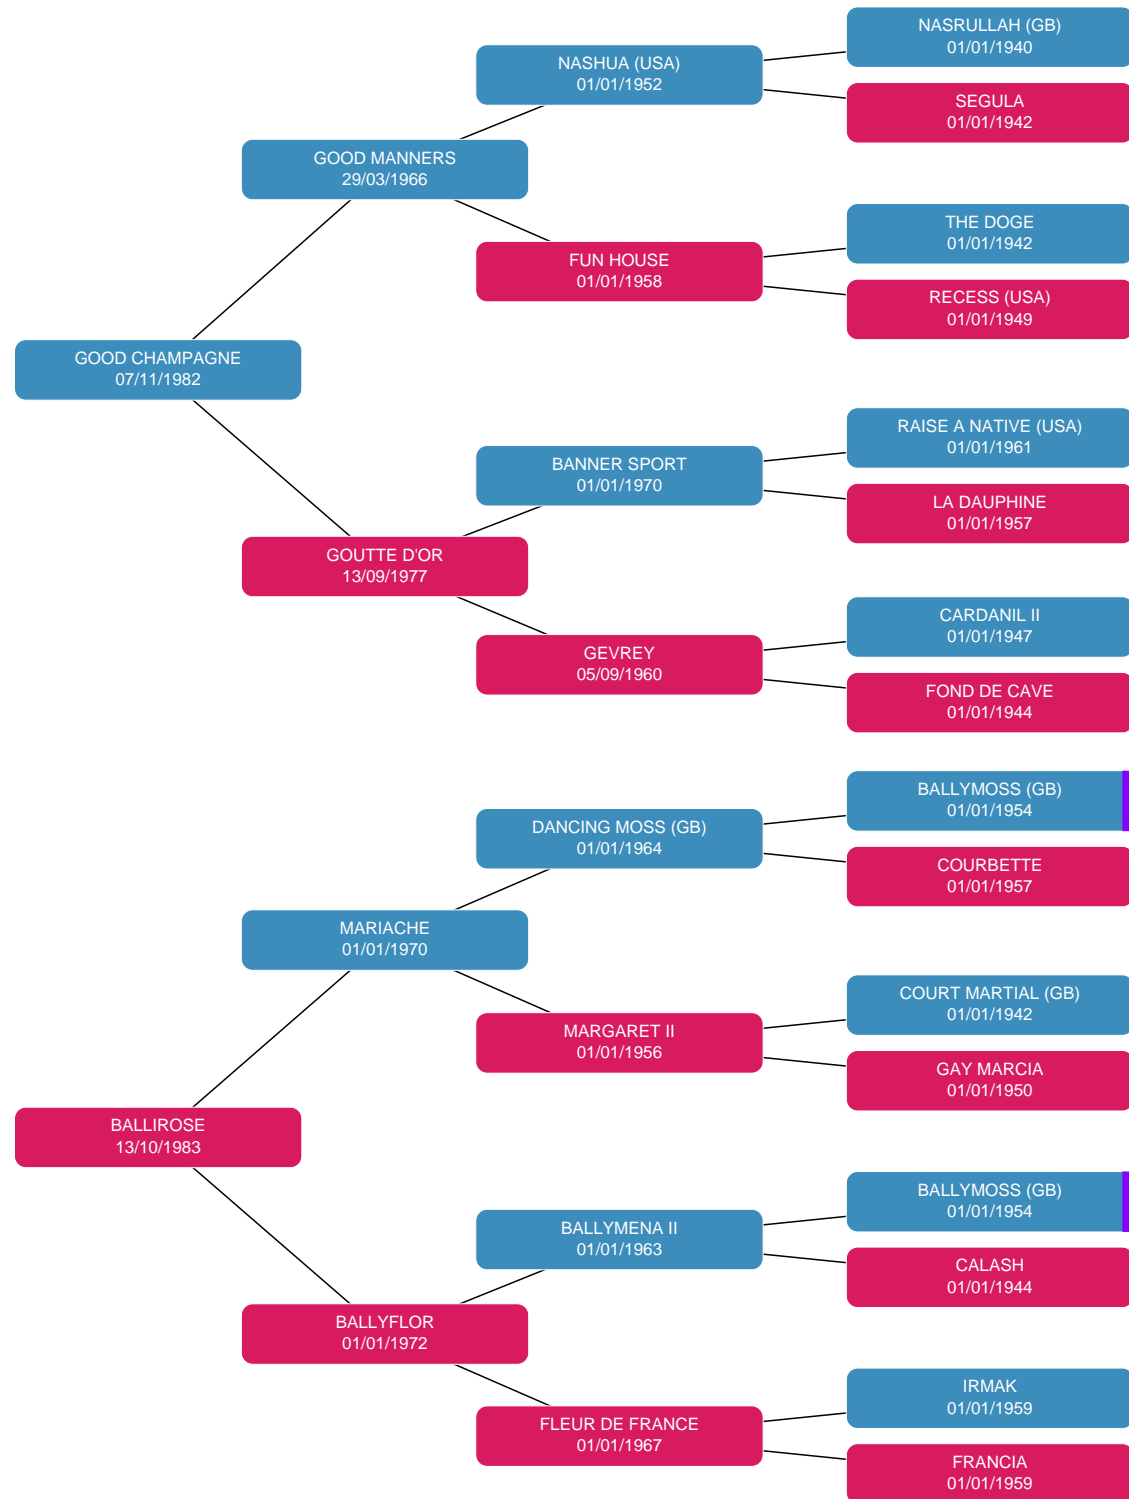 NASRULLAH (GB)
01/01/1940
NASHUA (USA)
01/01/1952
SEGULA
01/01/1942
GOOD MANNERS
29/03/1966
THE DOGE
01/01/1942
FUN HOUSE
01/01/1958
RECESS (USA)
01/01/1949
GOOD CHAMPAGNE
07/11/1982
RAISE A NATIVE (USA)
01/01/1961
BANNER SPORT
01/01/1970
LA DAUPHINE
01/01/1957
GOUTTE D'OR
13/09/1977
CARDANIL II
01/01/1947
GEVREY
05/09/1960
FOND DE CAVE
01/01/1944
BALLYMOSS (GB)
01/01/1954
DANCING MOSS (GB)
01/01/1964
COURBETTE
01/01/1957
MARIACHE
01/01/1970
COURT MARTIAL (GB)
01/01/1942
MARGARET II
01/01/1956
GAY MARCIA
01/01/1950
BALLIROSE
13/10/1983
BALLYMOSS (GB)
01/01/1954
BALLYMENA II
01/01/1963
CALASH
01/01/1944
BALLYFLOR
01/01/1972
IRMAK
01/01/1959
FLEUR DE FRANCE
01/01/1967
FRANCIA
01/01/1959